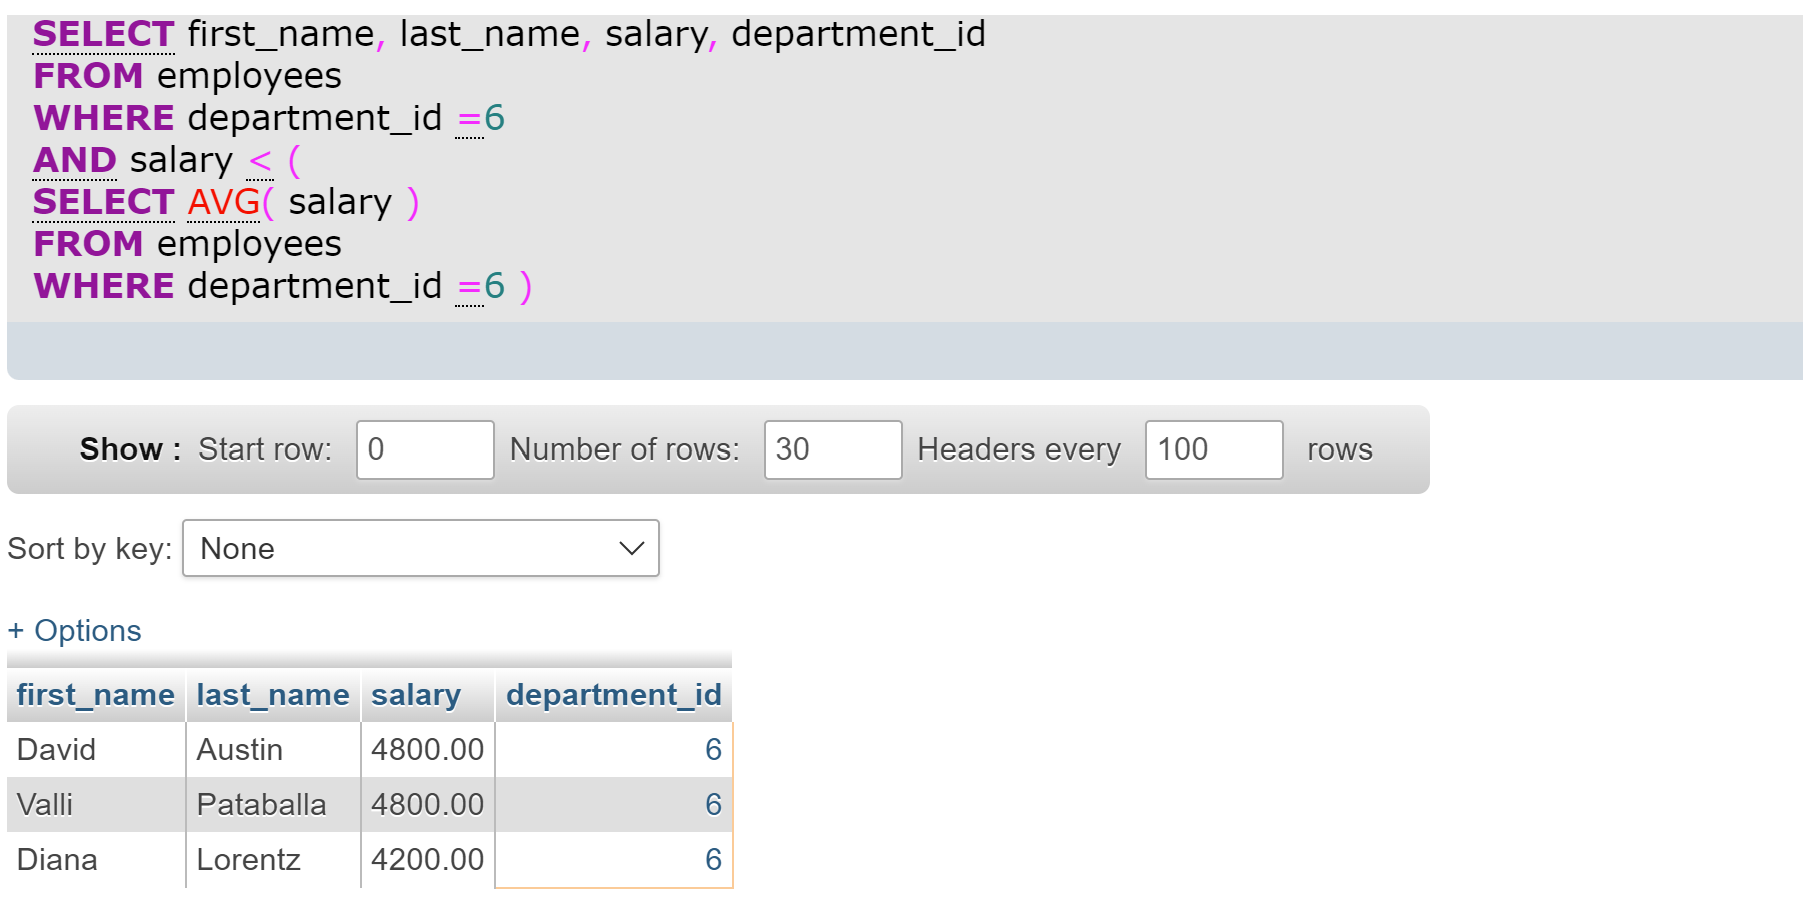 SELECT first_name, last_name, salary, department_id
FROM employees
WHERE department_id =6
AND salary < (
SELECT AVG( salary )
FROM employees
WHERE department_id =6 )
Show : Start row: 0 Number of rows: 30 Headers every 100 rows
Sort by key: None
+ Options
first_name last_name salary department_id
David Austin 4800.00 6
Valli Pataballa 4800.00 6
Diana Lorentz 4200.00 6